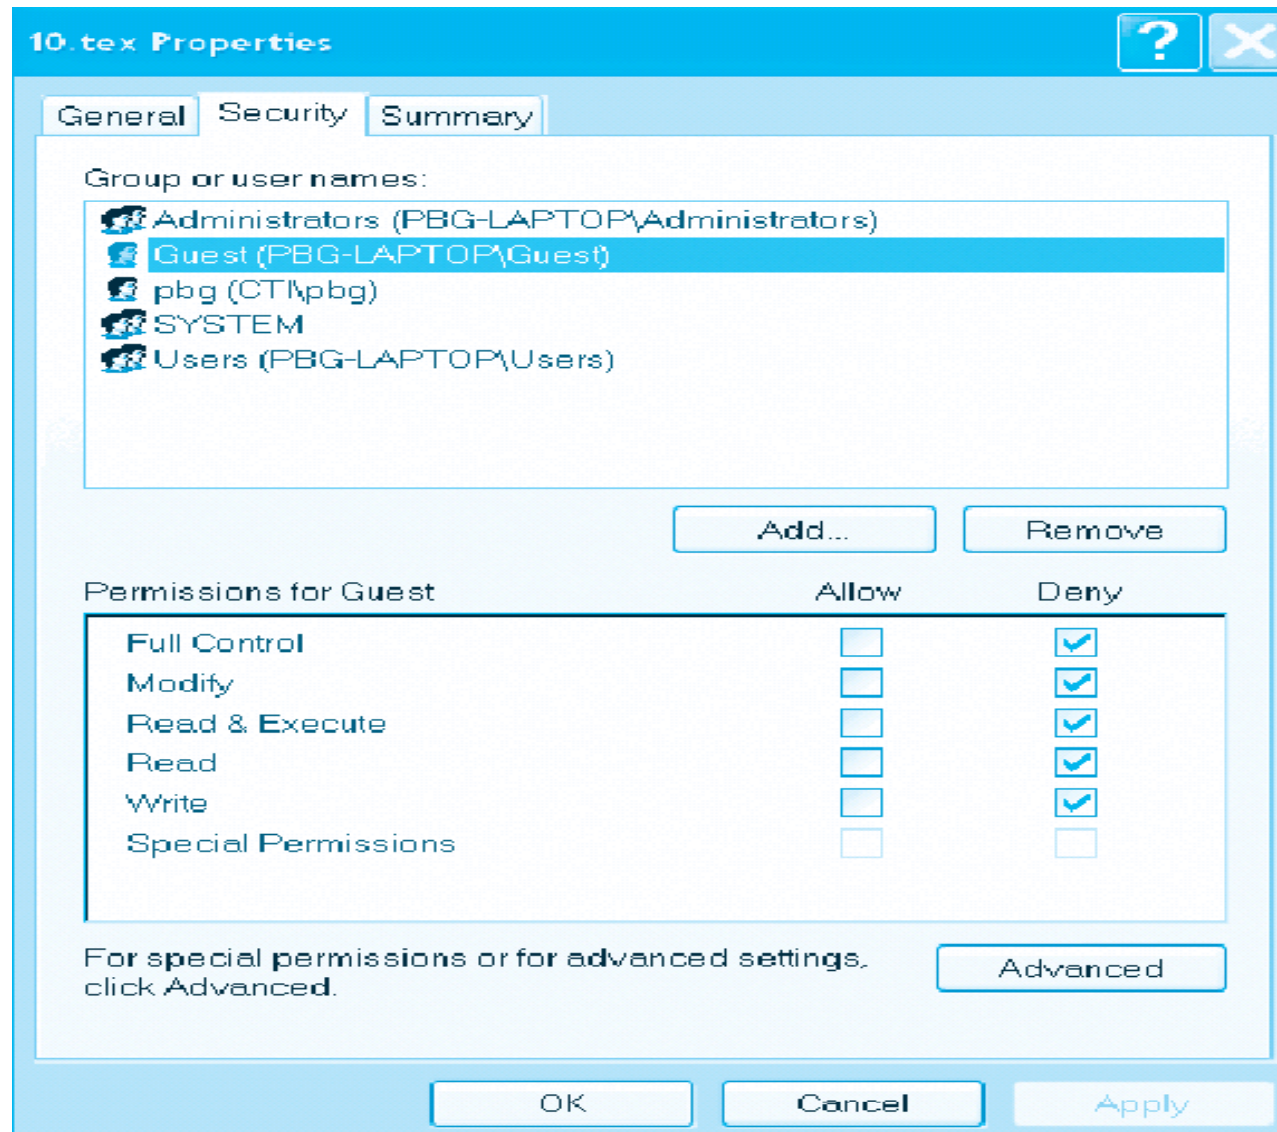 10.tex Properties
?
General Security Summary
Group or user names:
Administrators (PBG-LAPTOP\Administrators)
Guest (PBG-LAPTOP\Guest)
pbg (CTI\pbg)
SYSTEM
Users (PBG-LAPTOP\Users)
Add... Remove
Permissions for Guest Allow Deny
Full Control
Modify
Read & Execute
Read
Write
Special Permissions
For special permissions or for advanced settings,
click Advanced.
Advanced
OK Cancel Apply